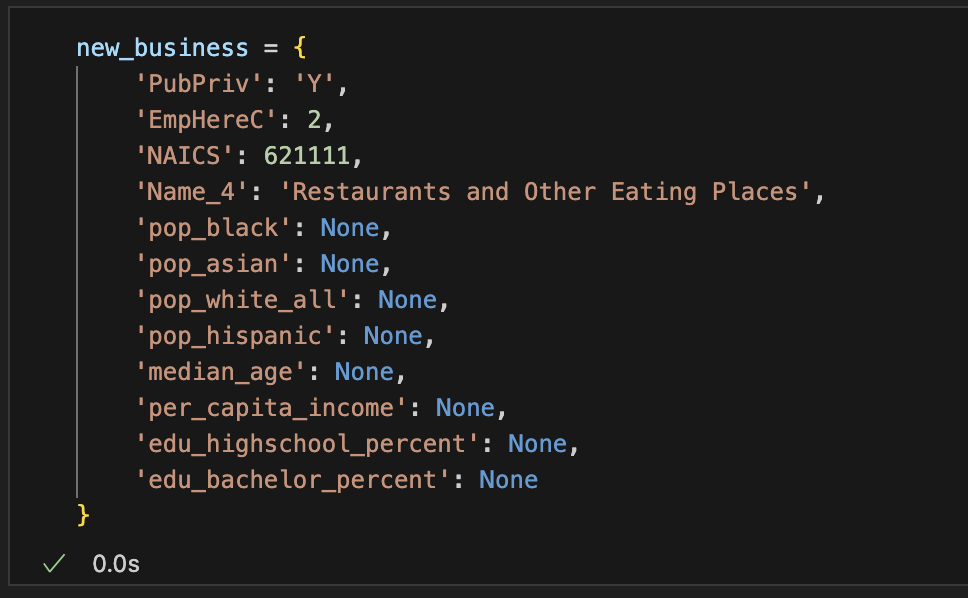 new_business = {
'PubPriv': 'Y',
'EmpHereC': 2,
'NAICS': 621111,
'Name_4': 'Restaurants and Other Eating Places',
'pop_black': None,
'pop_asian': None,
'pop_white_all': None,
'pop_hispanic': None,
'median_age': None,
'per_capita_income': None,
'edu_highschool_percent': None,
'edu_bachelor_percent': None
}
✓ 0.0s